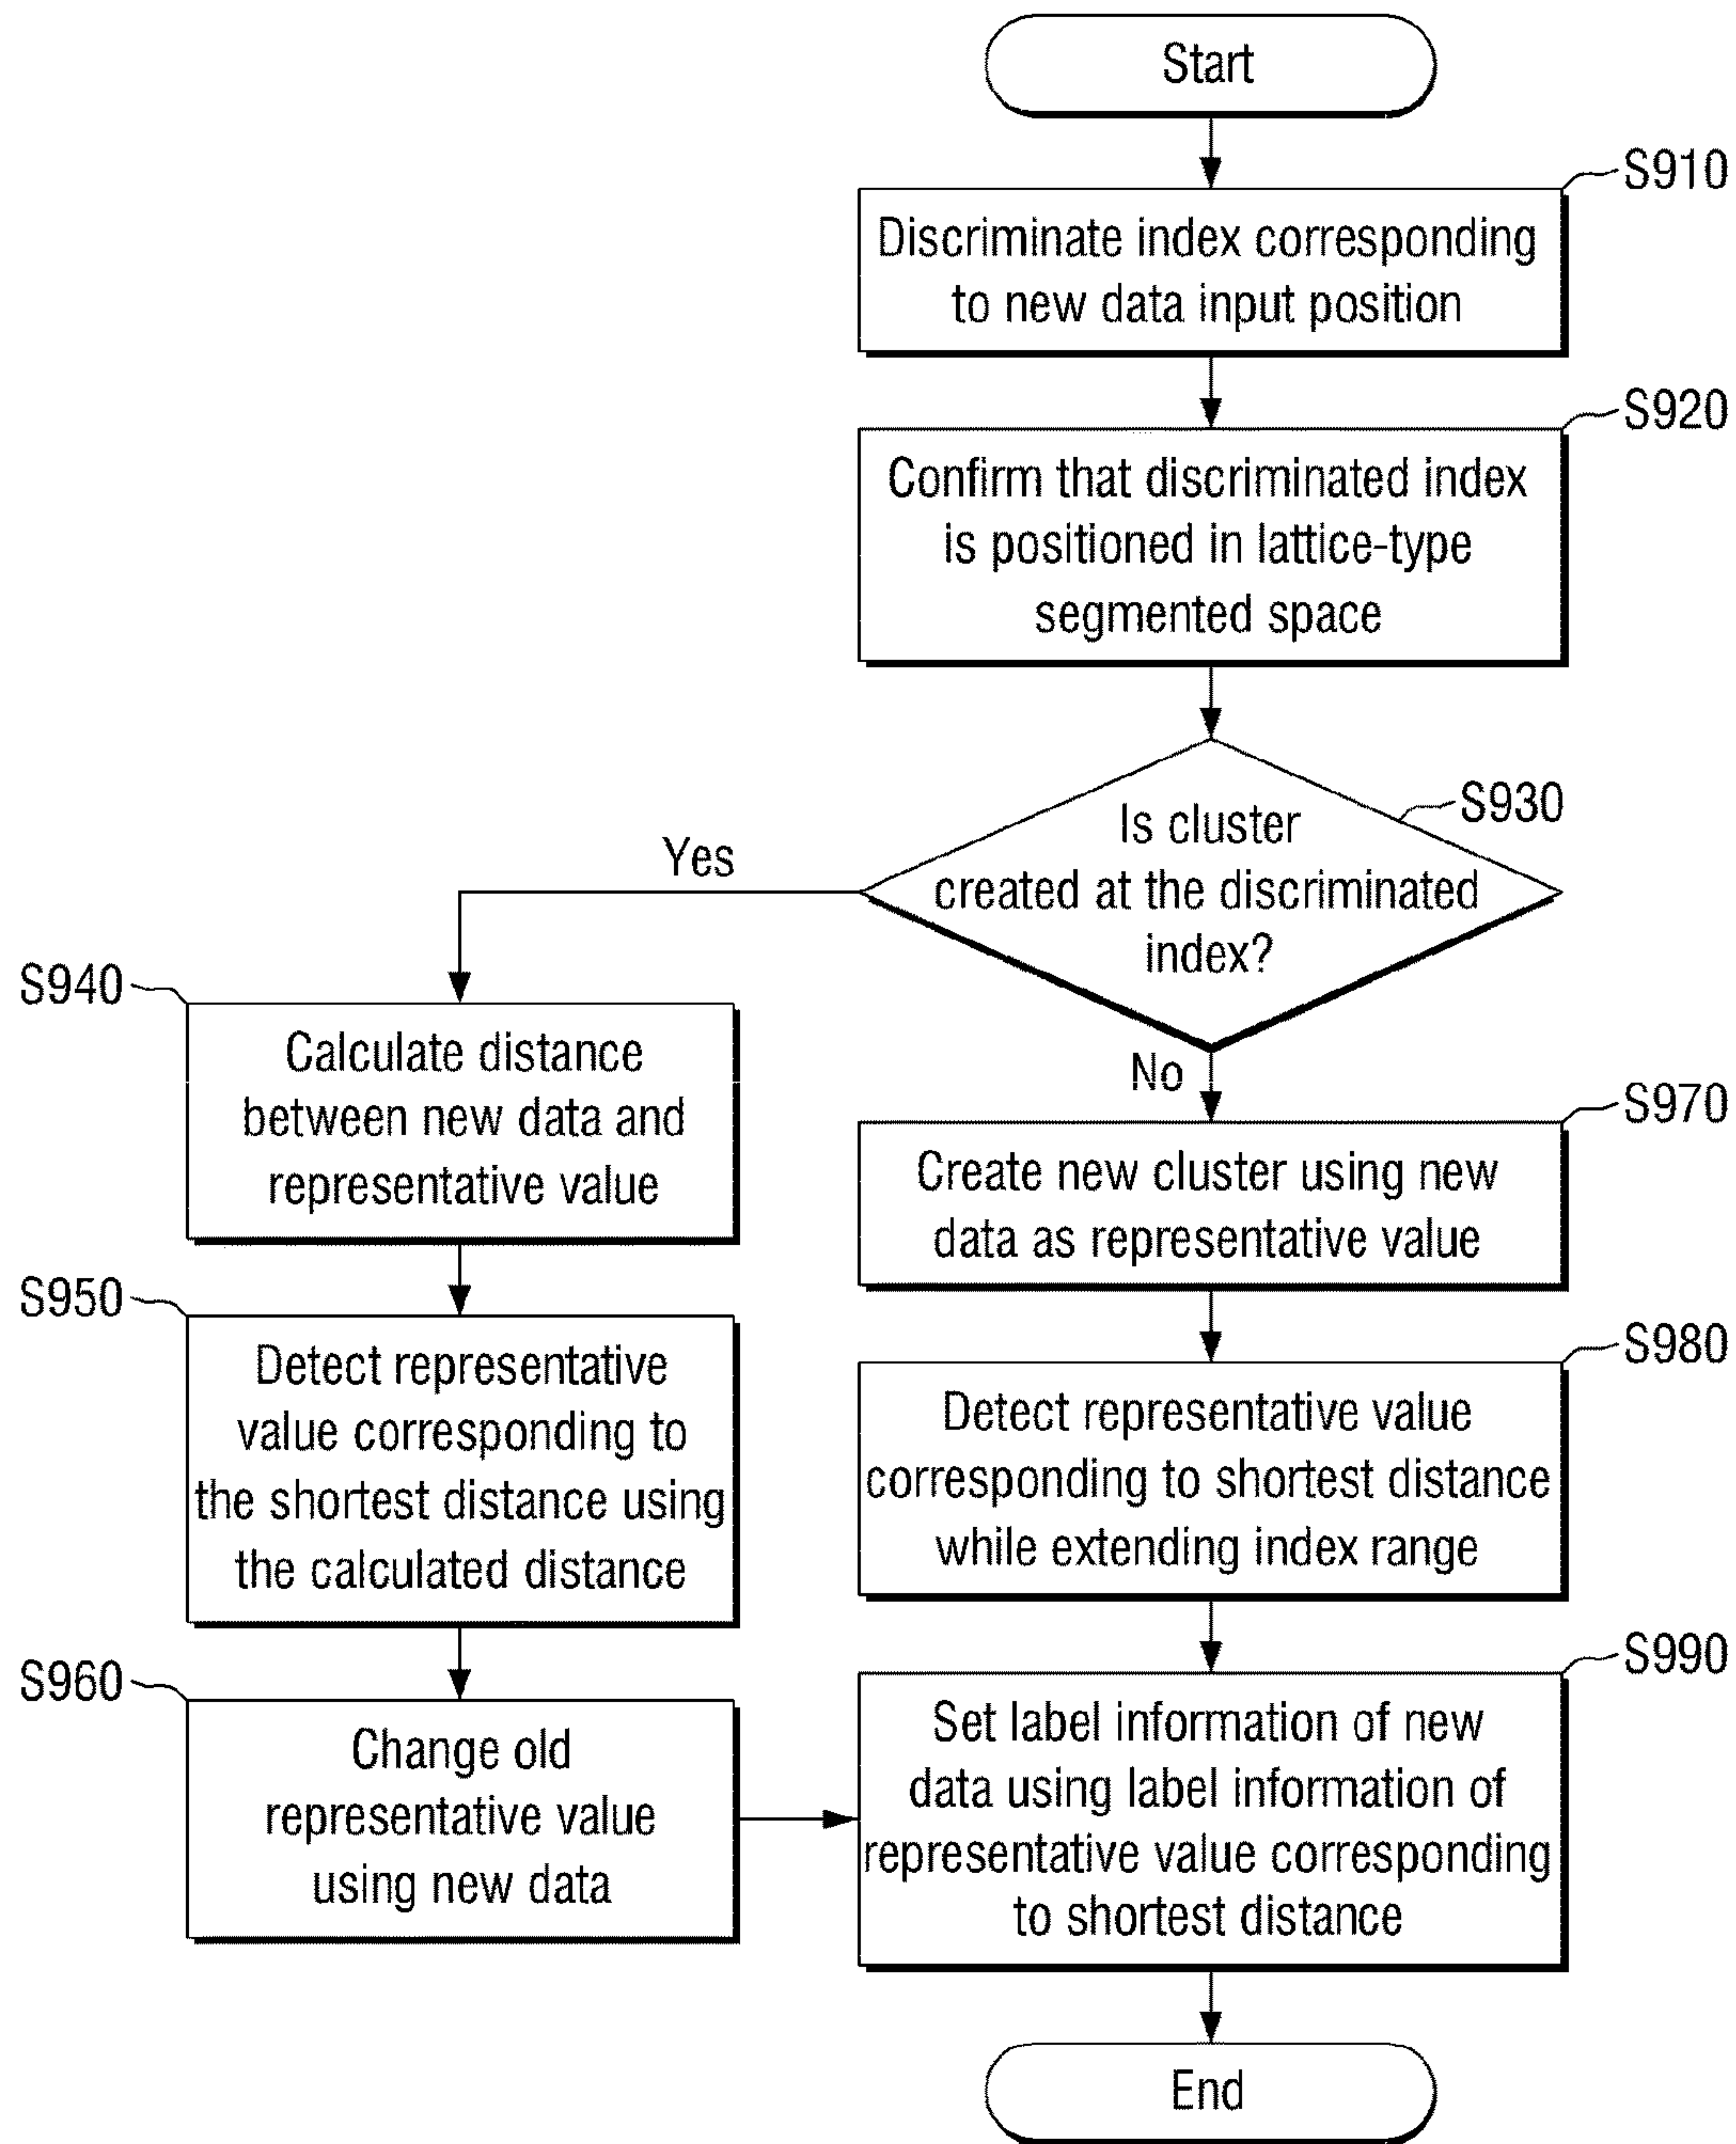 Start
S910
Discriminate index corresponding
to new data input position
S920
Confirm that discriminated index
is positioned in lattice-type
segmented space
S930
Is cluster
created at the discriminated
index?
Yes
No
S940
Calculate distance
between new data and
representative value
S950
Detect representative
value corresponding to
the shortest distance using
the calculated distance
S960
Change old
representative value
using new data
S970
Create new cluster using new
data as representative value
S980
Detect representative value
corresponding to shortest distance
while extending index range
S990
Set label information of new
data using label information of
representative value corresponding
to shortest distance
End